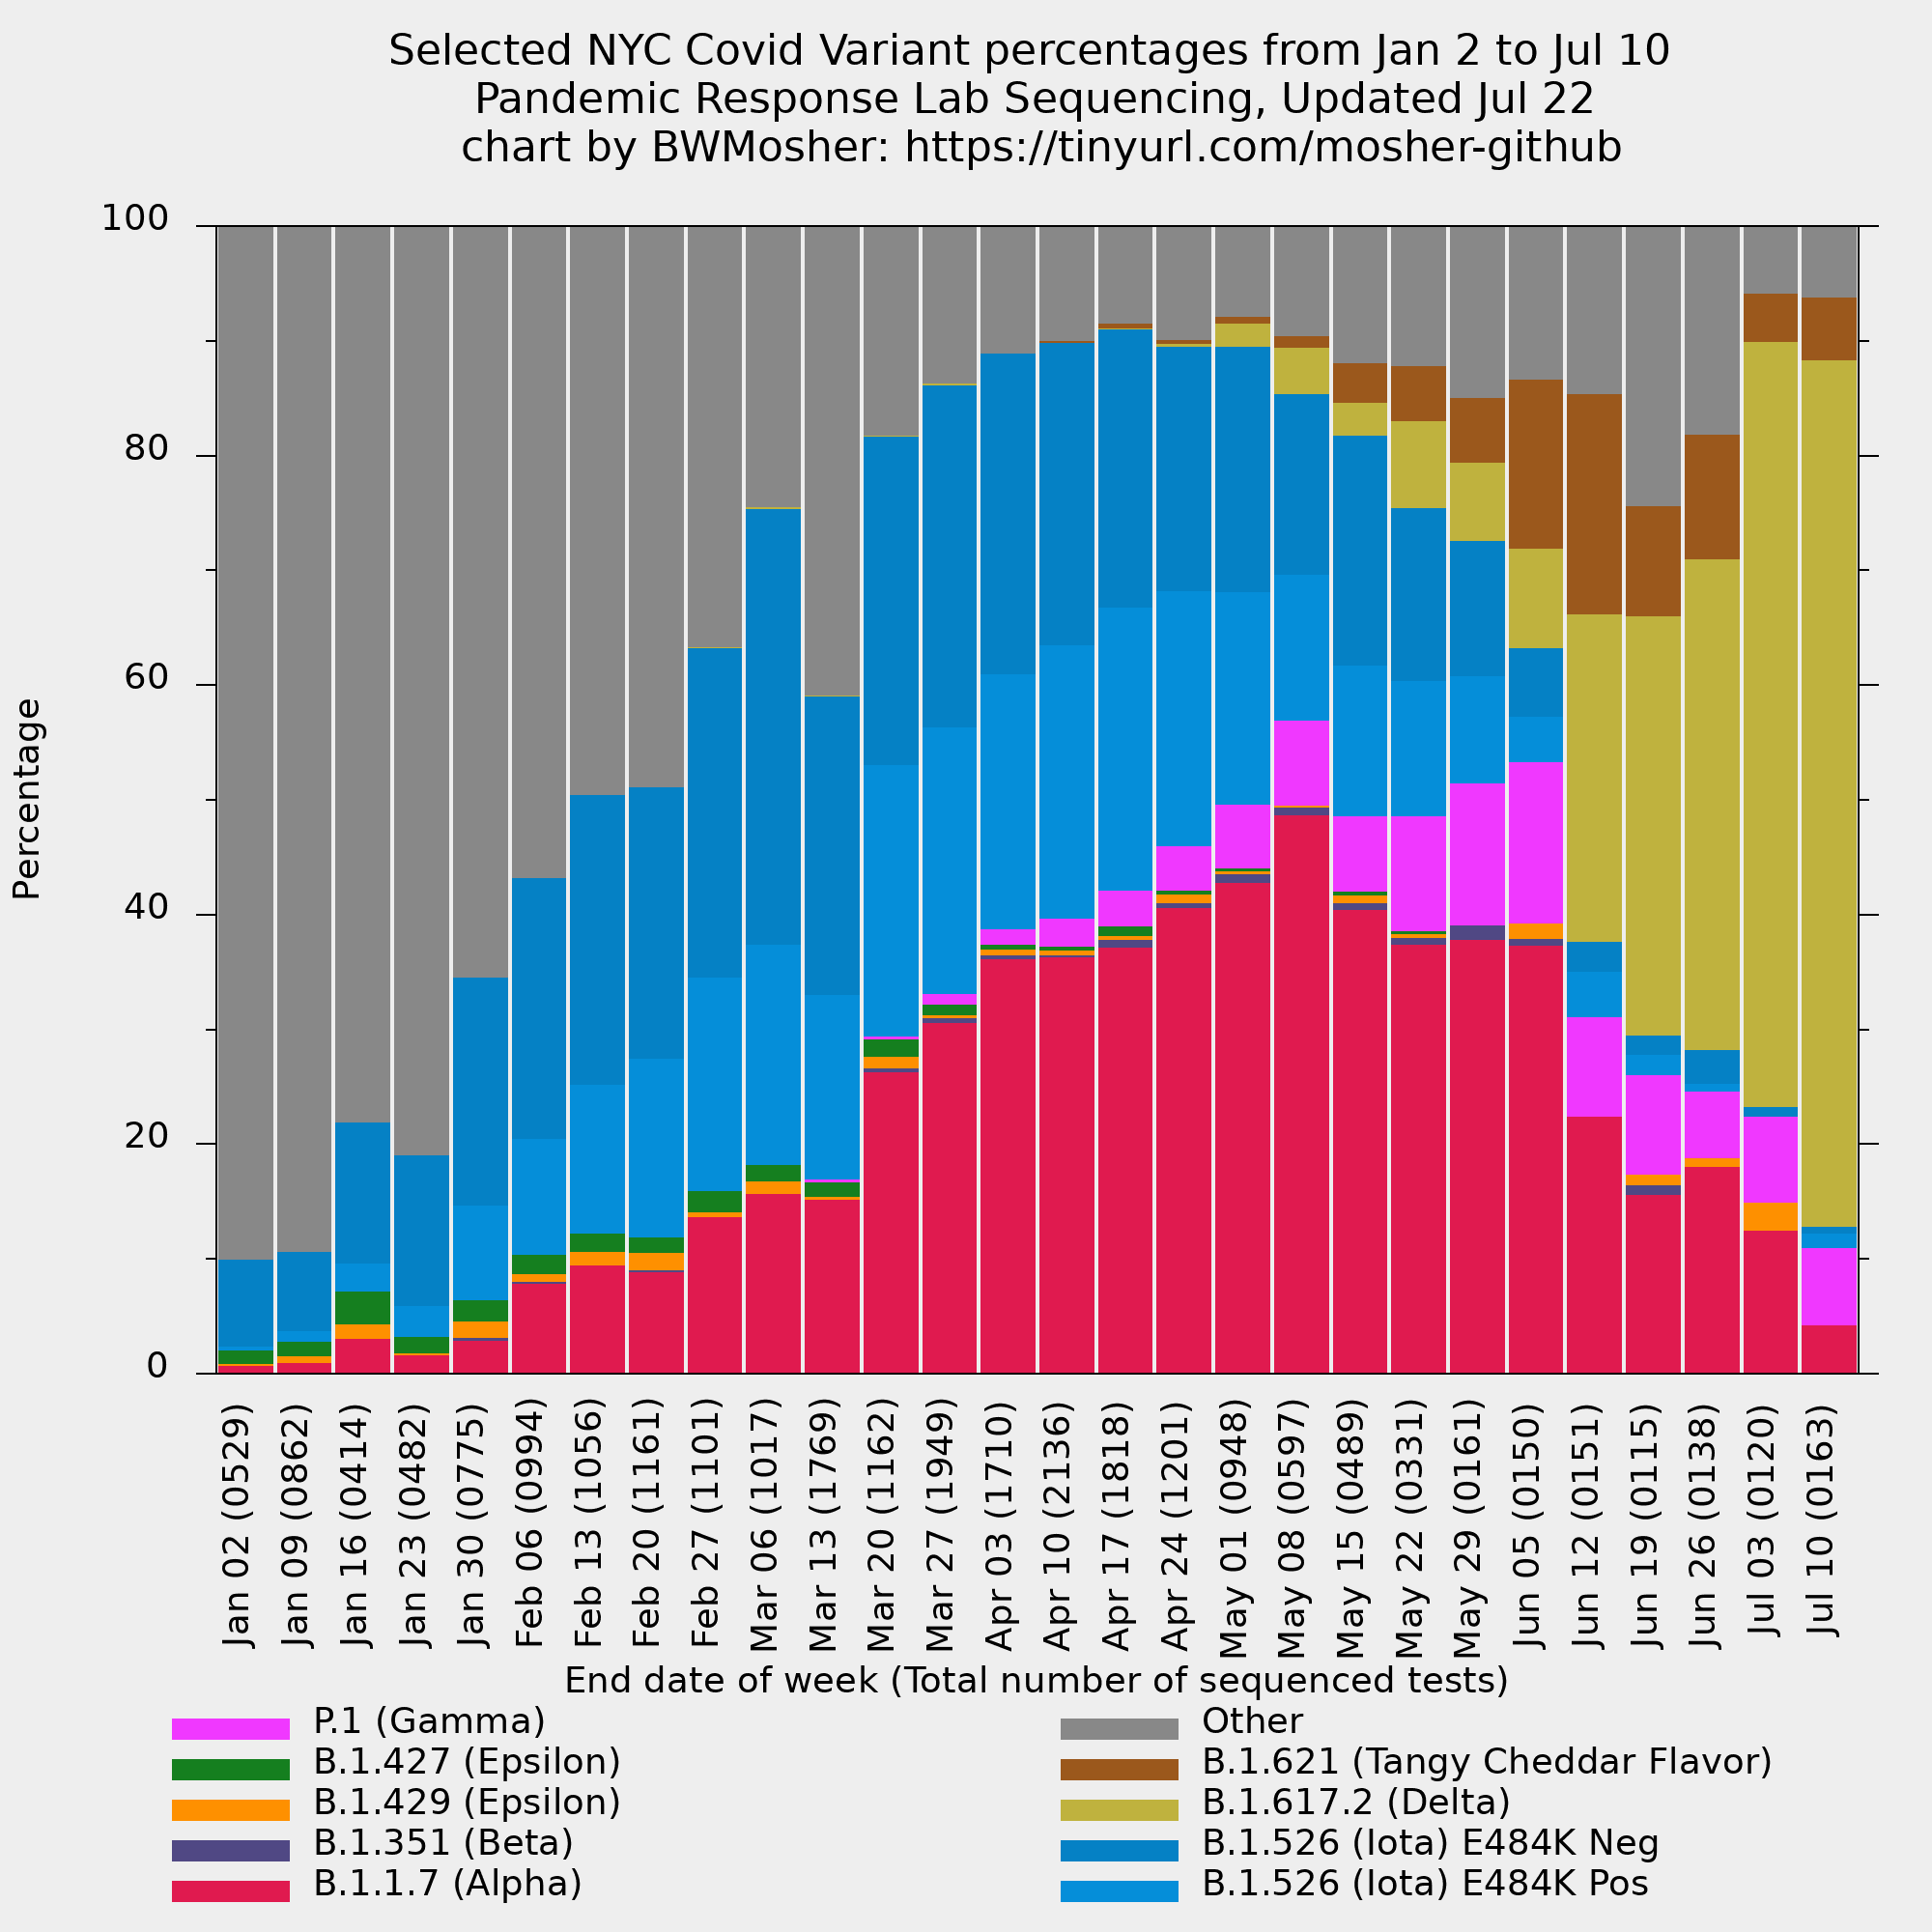 Selected NYC Covid Variant percentages from Jan 2 to Jul 10
Pandemic Response Lab Sequencing, Updated Jul 22
chart by BWMosher: https://tinyurl.com/mosher-github
100
80
60
40
20
0
Percentage
Jan 02 (0529)
Jan 09 (0862)
Jan 16 (0414)
Jan 23 (0482)
Jan 30 (0775)
Feb 06 (0994)
Feb 13 (1056)
Feb 20 (1161)
Feb 27 (1101)
Mar 06 (1017)
Mar 13 (1769)
Mar 20 (1162)
Mar 27 (1949)
Apr 03 (1710)
Apr 10 (2136)
Apr 17 (1818)
Apr 24 (1201)
May 01 (0948)
May 08 (0597)
May 15 (0489)
May 22 (0331)
May 29 (0161)
Jun 05 (0150)
Jun 12 (0151)
Jun 19 (0115)
Jun 26 (0138)
Jul 03 (0120)
Jul 10 (0163)
End date of week (Total number of sequenced tests)
P.1 (Gamma)
B.1.427 (Epsilon)
B.1.429 (Epsilon)
B.1.351 (Beta)
B.1.1.7 (Alpha)
Other
B.1.621 (Tangy Cheddar Flavor)
B.1.617.2 (Delta)
B.1.526 (Iota) E484K Neg
B.1.526 (Iota) E484K Pos